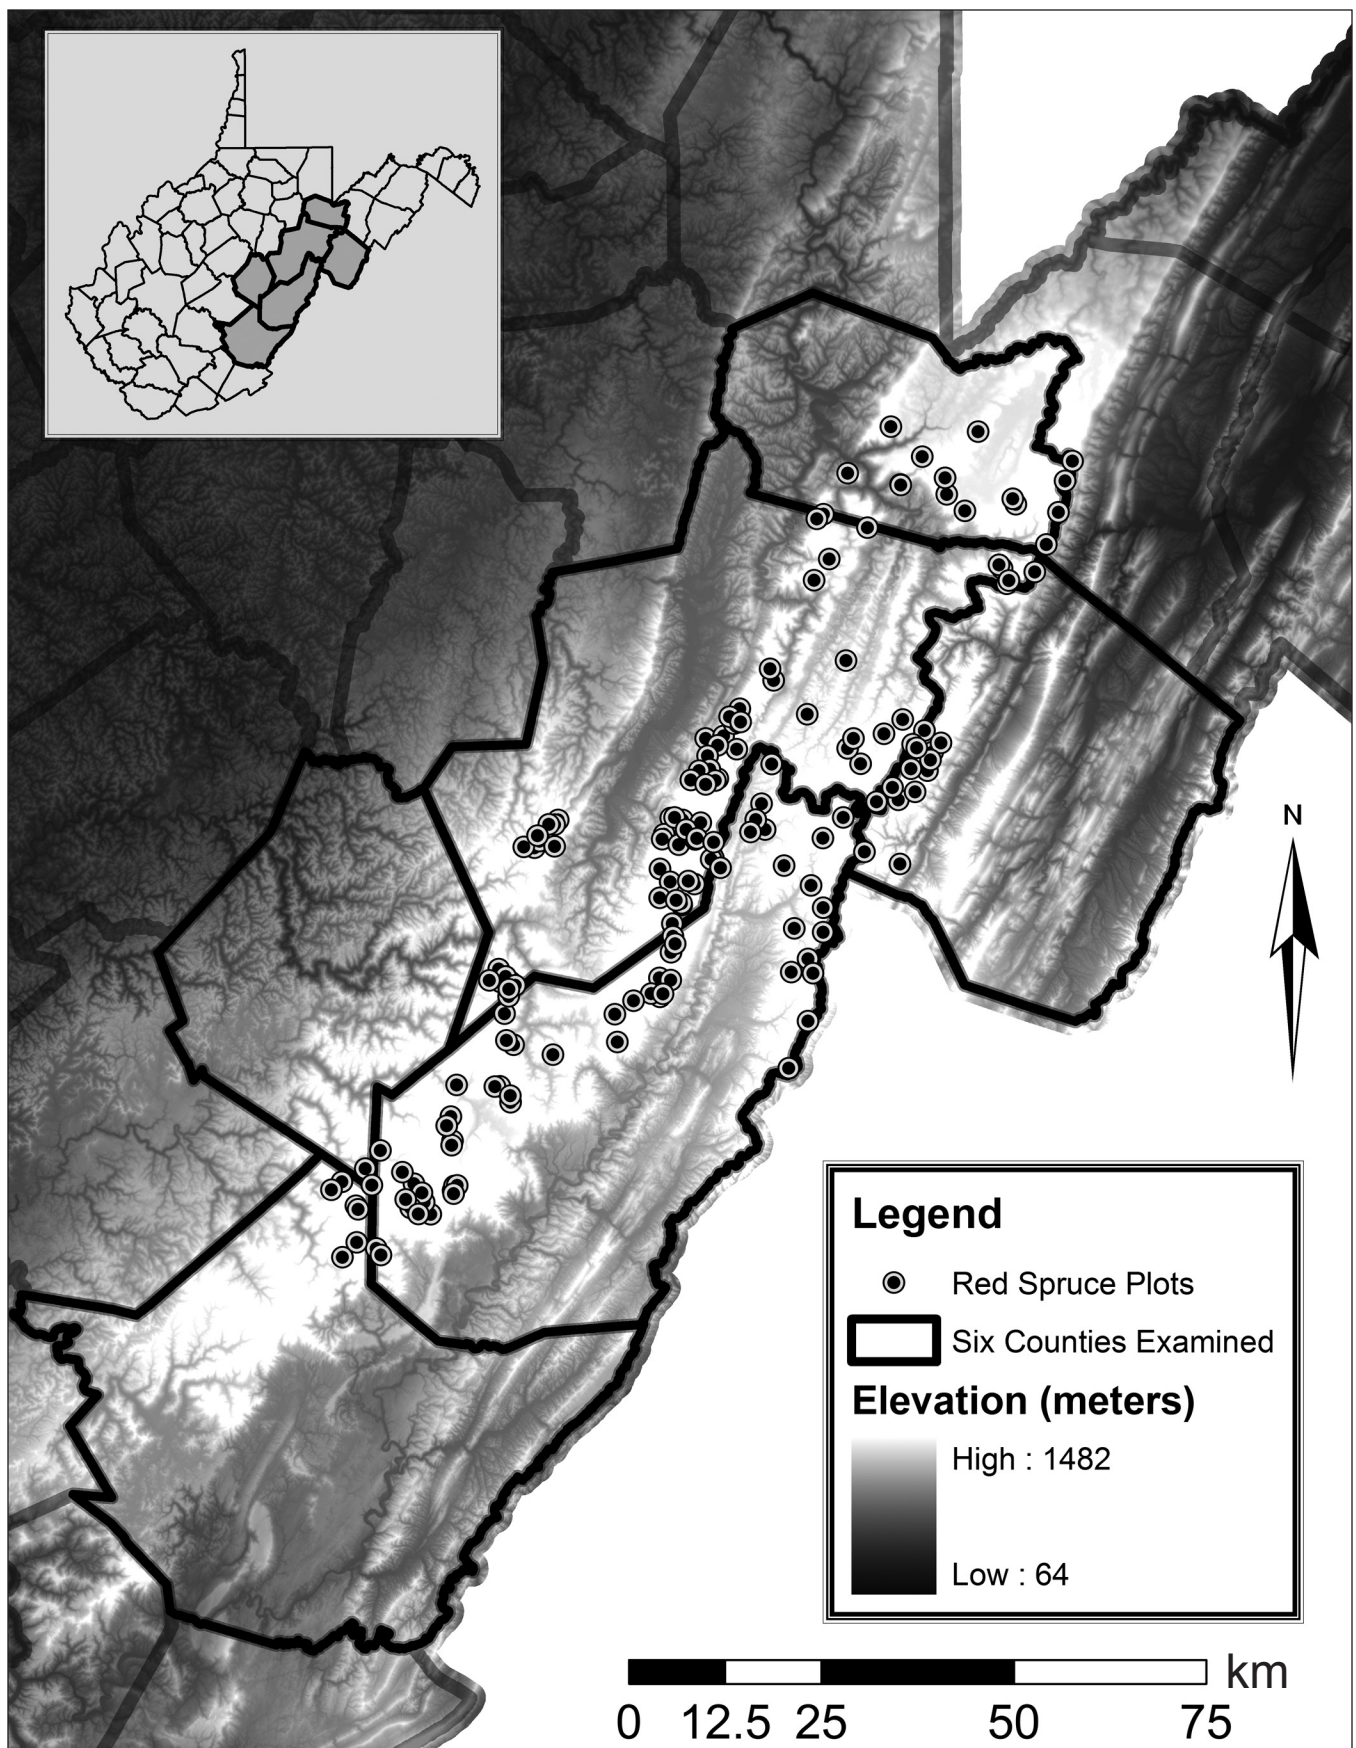 N
Legend
Red Spruce Plots
Six Counties Examined
Elevation (meters)
High : 1482
Low : 64
km
0 12.5 25 50 75